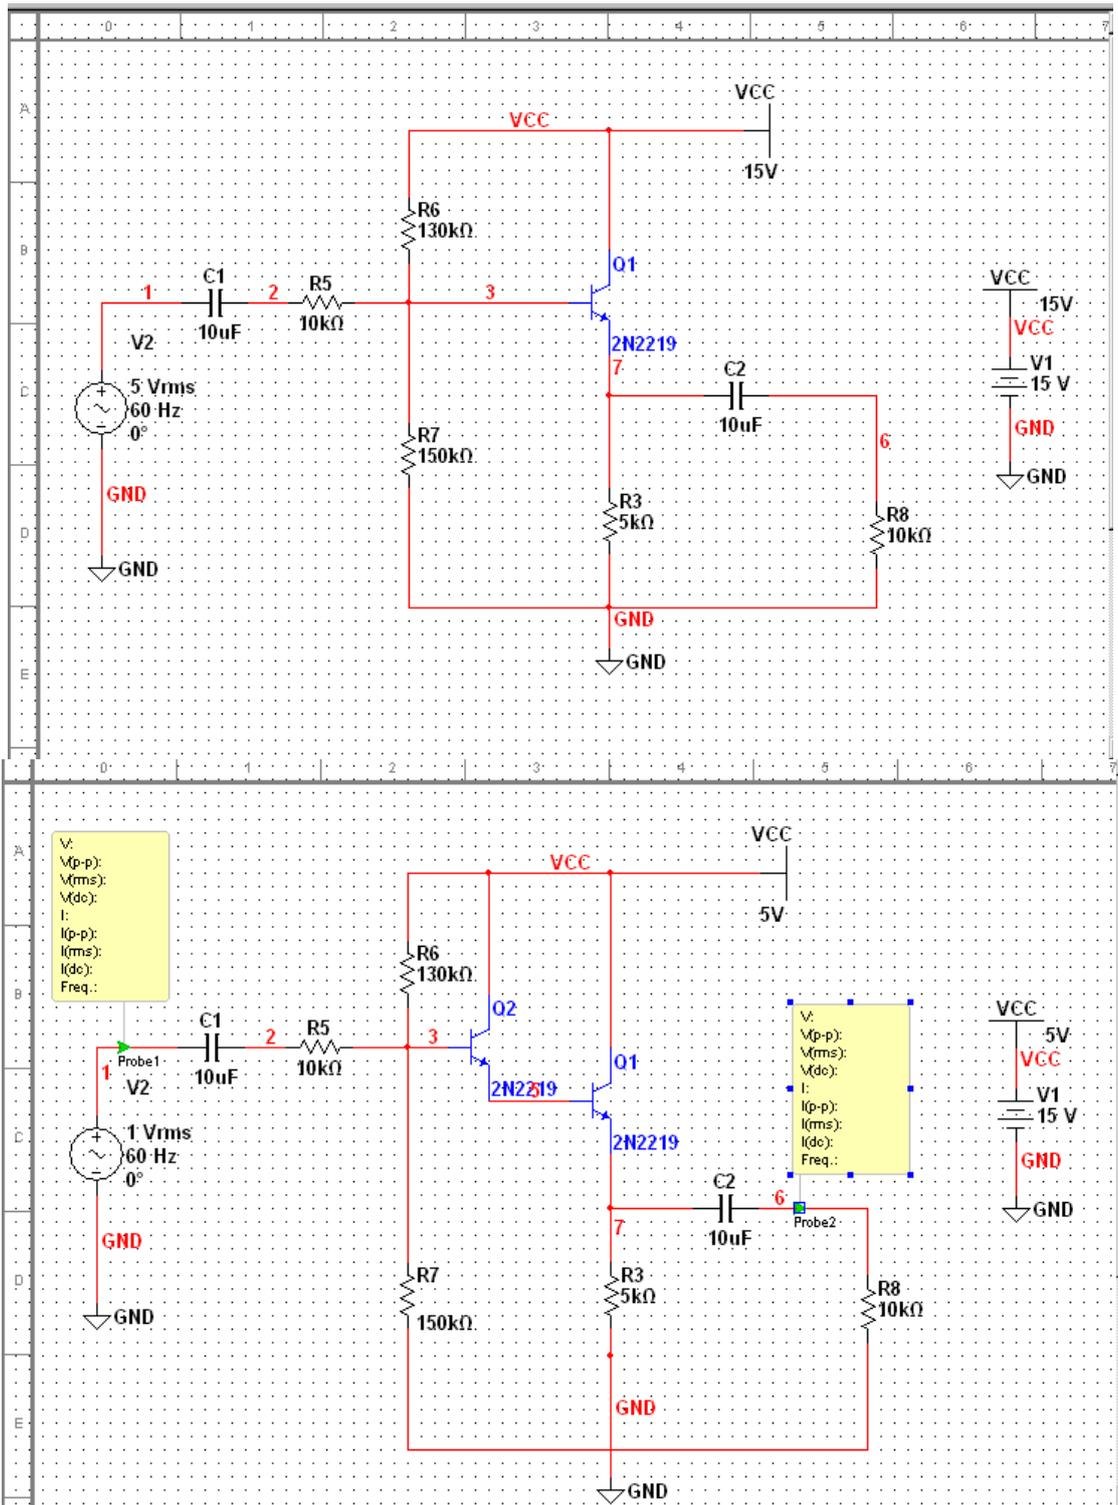 0 2 3 4 5 6 7
A
VCC
VCC
15V
R6
130kΩ
B
Q1
C1
R5
VCC
1 2 3
15V
10uF
10kΩ
VCC
V2
2N2219
7
C2
V1
15 V
C
5 Vrms
60 Hz
0°
10uF
GND
R7
150kΩ
6
GND
GND
R3
5kΩ
R8
10kΩ
D
GND
GND
GND
E
0 2 3 4 5 6 7
V:
V(p-p):
V(rms):
V(dc):
I:
I(p-p):
I(rms):
I(dc):
Freq.:
A
VCC
VCC
5V
R6
130kΩ
B
Q2
V:
V(p-p):
V(rms):
V(dc):
I:
I(p-p):
I(rms):
I(dc):
Freq.:
VCC
5V
VCC
C1
R5
2 3
Probe1
1
10uF
10kΩ
V2
Q1
2N2219
5
V1
15 V
C
1 Vrms
60 Hz
0°
2N2219
GND
C2
6
Probe2
GND
10uF
7
GND
D
R7
150kΩ
R3
5kΩ
R8
10kΩ
GND
E
GND
GND